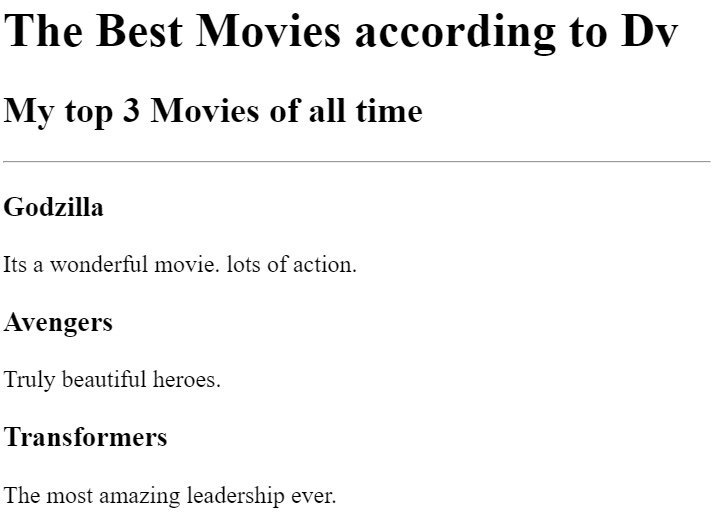 The Best Movies according to Dv
My top 3 Movies of all time
Godzilla
Its a wonderful movie. lots of action.
Avengers
Truly beautiful heroes.
Transformers
The most amazing leadership ever.